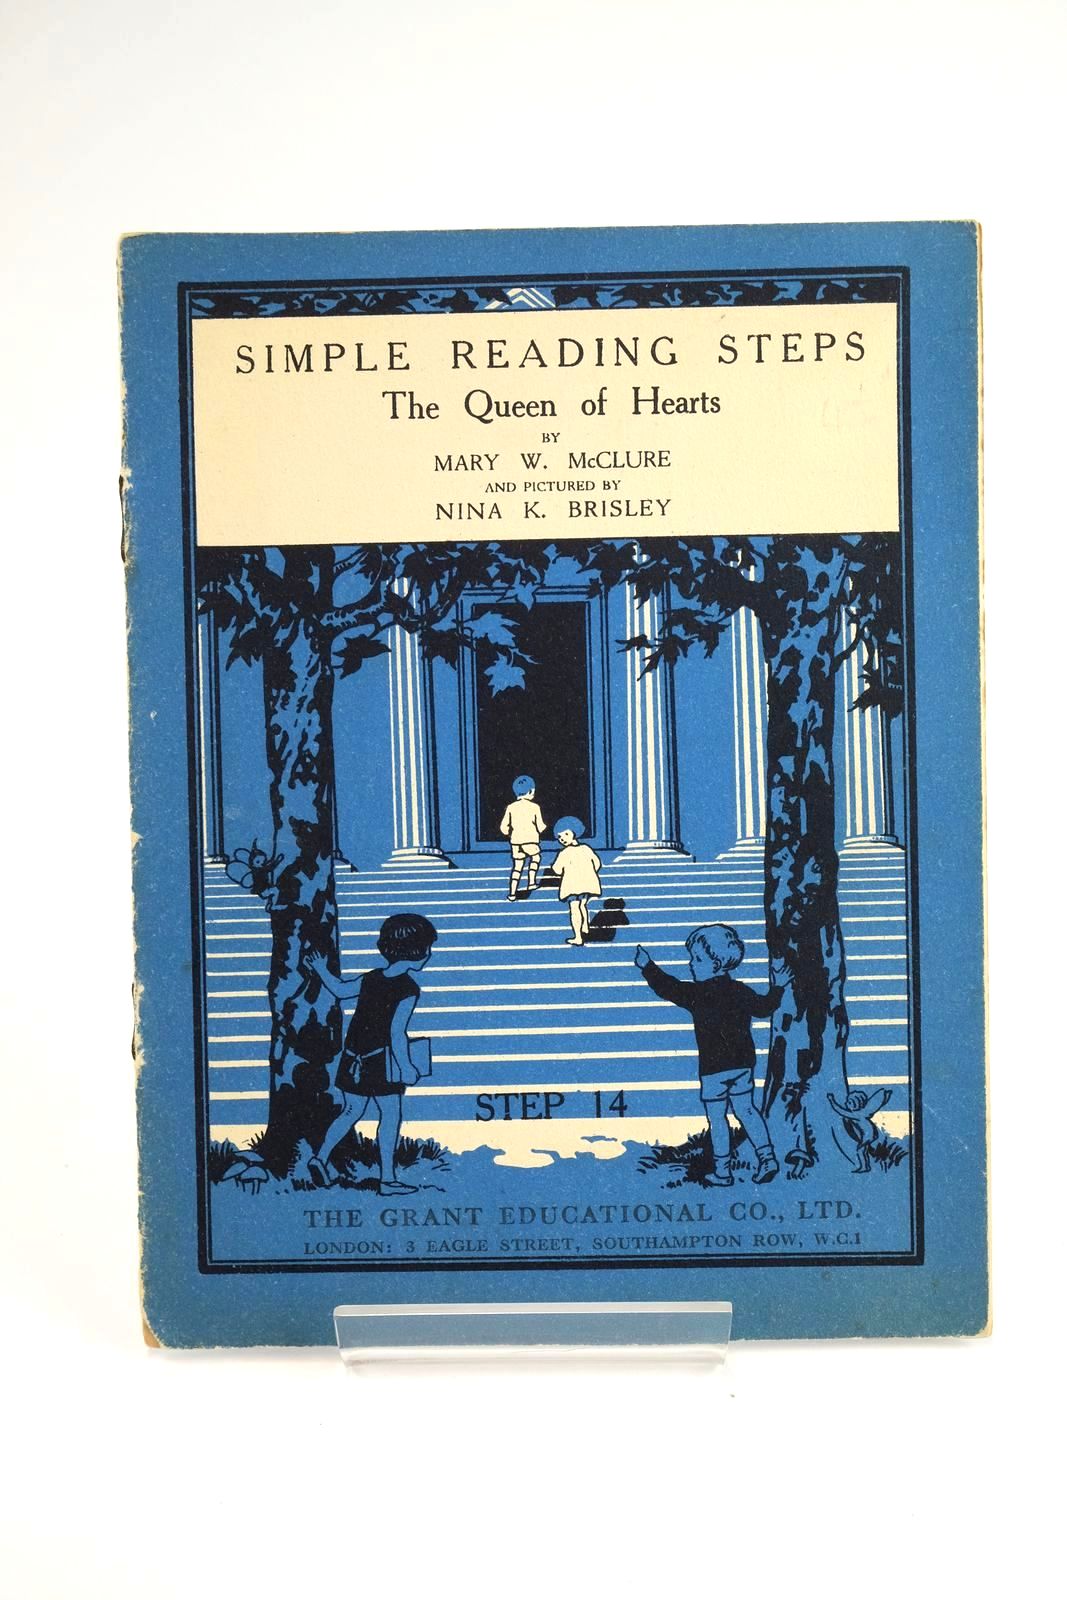 SIMPLE READING STEPS
The Queen of Hearts
BY
MARY W. McCLURE
AND PICTURED BY
NINA K. BRISLEY
STEP 14
THE GRANT EDUCATIONAL CO., LTD.
LONDON: 3 EAGLE STREET, SOUTHAMPTON ROW, W.C.1